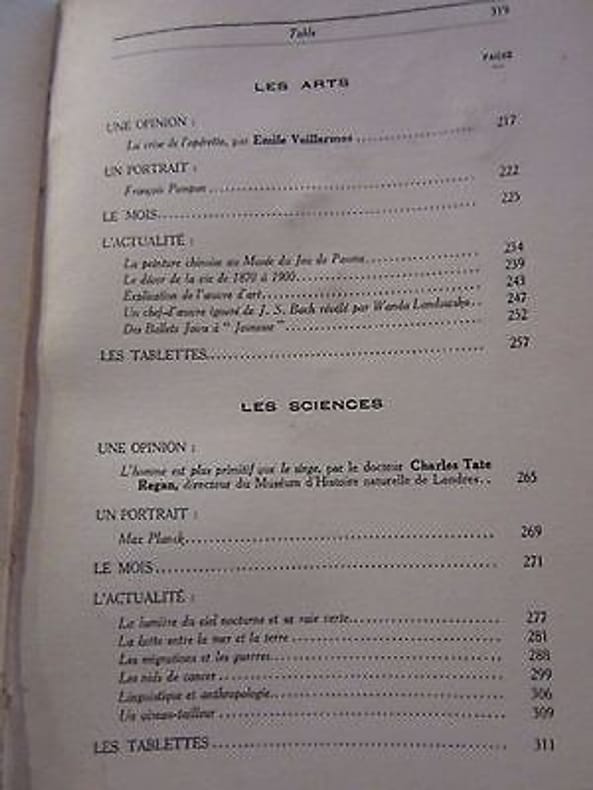 319
Table
PAGES
LES ARTS
UNE OPINION :
La crise de l'opérette, par Emile Vuillermoz .................. 217
UN PORTRAIT :
François Pompon .................. 222
LE MOIS .................. 225
L'ACTUALITÉ :
La peinture chinoise au Musée du Jeu de Paume .................. 234
Le décor de la vie de 1870 à 1900 .................. 239
Explication de l'œuvre d'art .................. 243
Un chef-d'œuvre ignoré de J. S. Bach révélé par Wanda Landowska .. 247
Des Ballets Jooss à " Jeunesse " .................. 252
LES TABLETTES .................. 257
LES SCIENCES
UNE OPINION :
L'homme est plus primitif que le singe, par le docteur Charles Tate
Regan, directeur du Muséum d'Histoire naturelle de Londres .. 265
UN PORTRAIT :
Max Planck .................. 269
LE MOIS .................. 271
L'ACTUALITÉ :
La lumière du ciel nocturne et sa raie verte .................. 277
La lutte entre la mer et la terre .................. 281
Les migrations et les guerres .................. 288
Les nids de cancer .................. 299
Linguistique et anthropologie .................. 306
Un oiseau-tailleur .................. 309
LES TABLETTES .................. 311